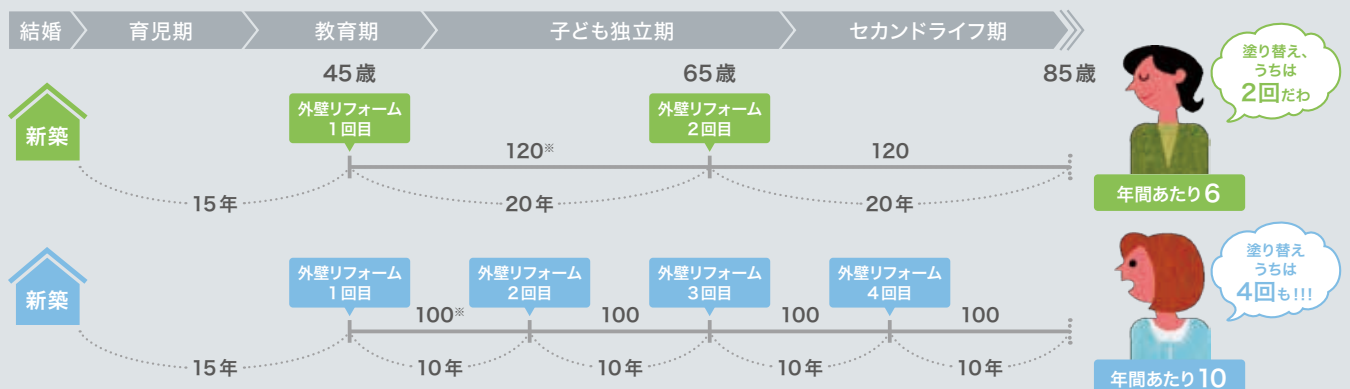 結婚 育児期 教育期 子ども独立期 セカンドライフ期
45歳 65歳 85歳
新築
外壁リフォーム
1回目
外壁リフォーム
2回目
120※ 120
15年 20年 20年
塗り替え、
うちは
2回だわ
年間あたり6
新築
外壁リフォーム
1回目
外壁リフォーム
2回目
外壁リフォーム
3回目
外壁リフォーム
4回目
100※ 100 100 100
15年 10年 10年 10年 10年
塗り替え
うちは
4回も!!!
年間あたり10